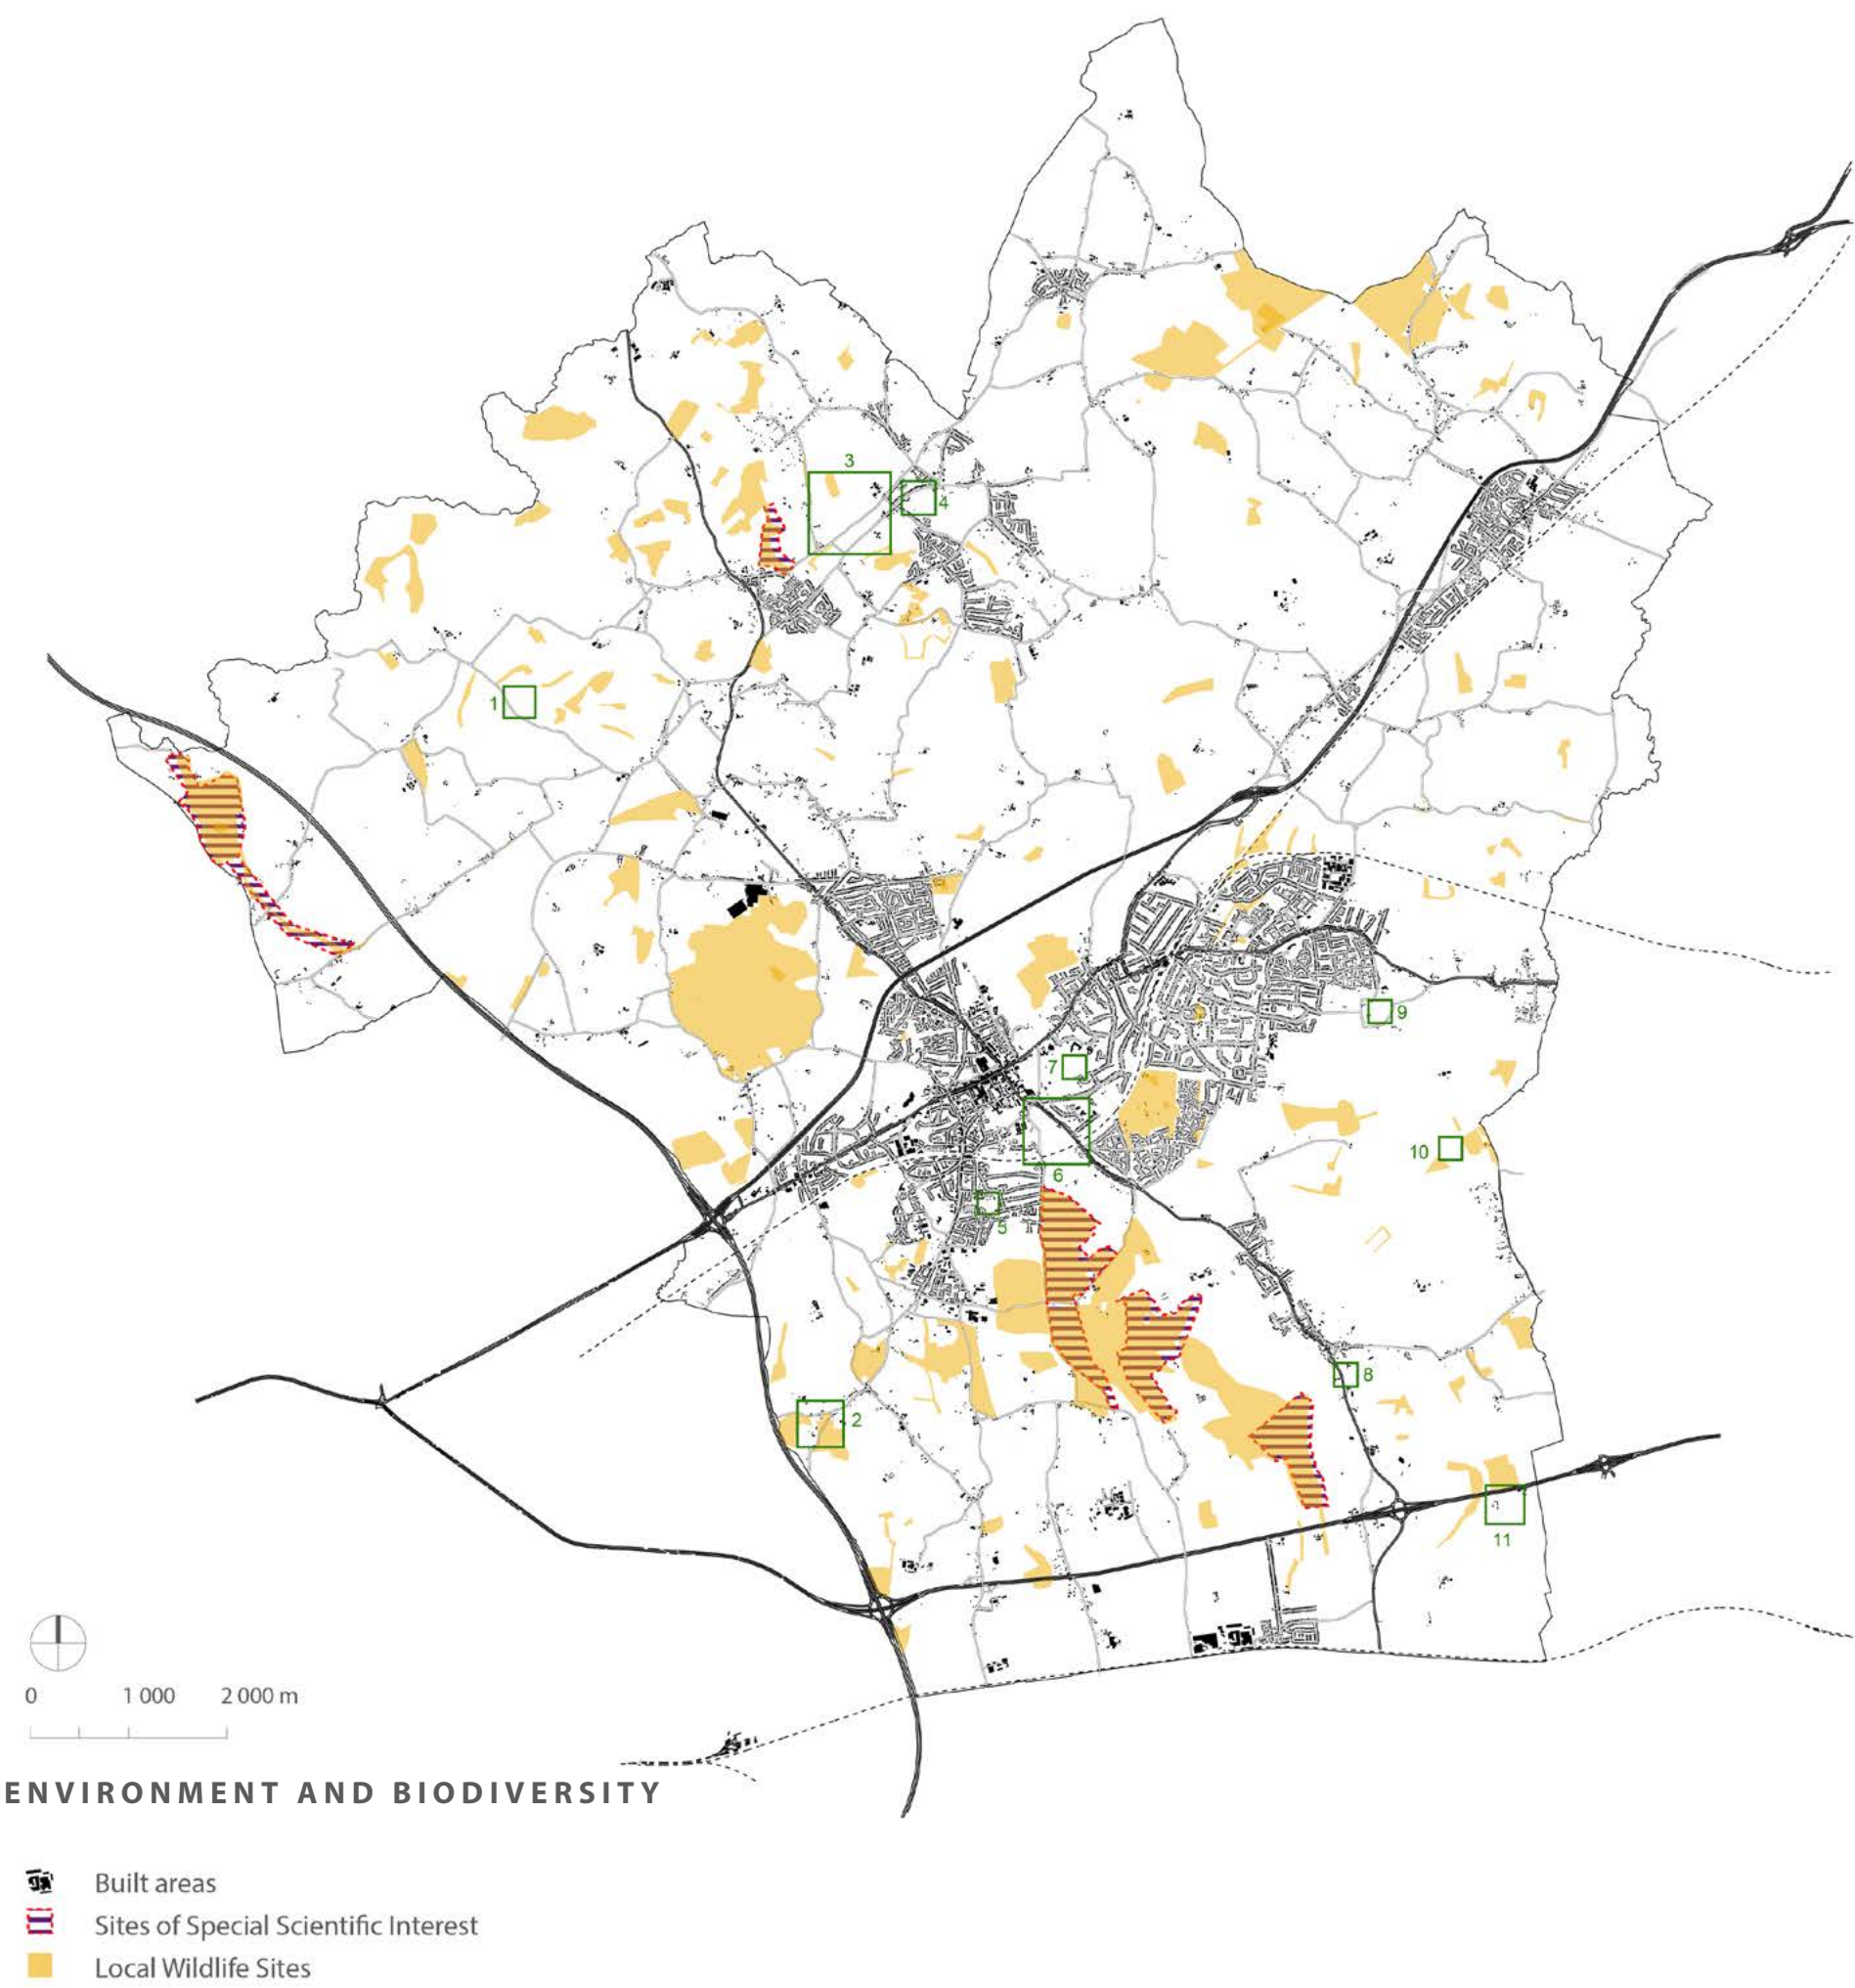 3
4
1
9
7
10
6
5
8
2
11
0 1 000 2 000 m
ENVIRONMENT AND BIODIVERSITY
Built areas
Sites of Special Scientific Interest
Local Wildlife Sites